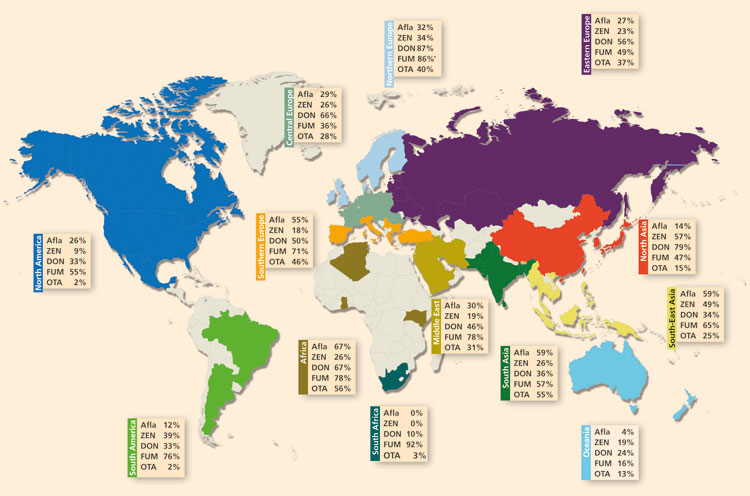 Northern Europe
Afla 32%
ZEN 34%
DON 87%
FUM 86%*
OTA 40%
Eastern Europe
Afla 27%
ZEN 23%
DON 56%
FUM 49%
OTA 37%
Central Europe
Afla 29%
ZEN 26%
DON 66%
FUM 36%
OTA 28%
North America
Afla 26%
ZEN 9%
DON 33%
FUM 55%
OTA 2%
Southern Europe
Afla 55%
ZEN 18%
DON 50%
FUM 71%
OTA 46%
North Asia
Afla 14%
ZEN 57%
DON 79%
FUM 47%
OTA 15%
South-East Asia
Afla 59%
ZEN 49%
DON 34%
FUM 65%
OTA 25%
Middle East
Afla 30%
ZEN 19%
DON 46%
FUM 78%
OTA 31%
Africa
Afla 67%
ZEN 26%
DON 67%
FUM 78%
OTA 56%
South Asia
Afla 59%
ZEN 26%
DON 36%
FUM 57%
OTA 55%
South America
Afla 12%
ZEN 39%
DON 33%
FUM 76%
OTA 2%
South Africa
Afla 0%
ZEN 0%
DON 10%
FUM 92%
OTA 3%
Oceania
Afla 4%
ZEN 19%
DON 24%
FUM 16%
OTA 13%